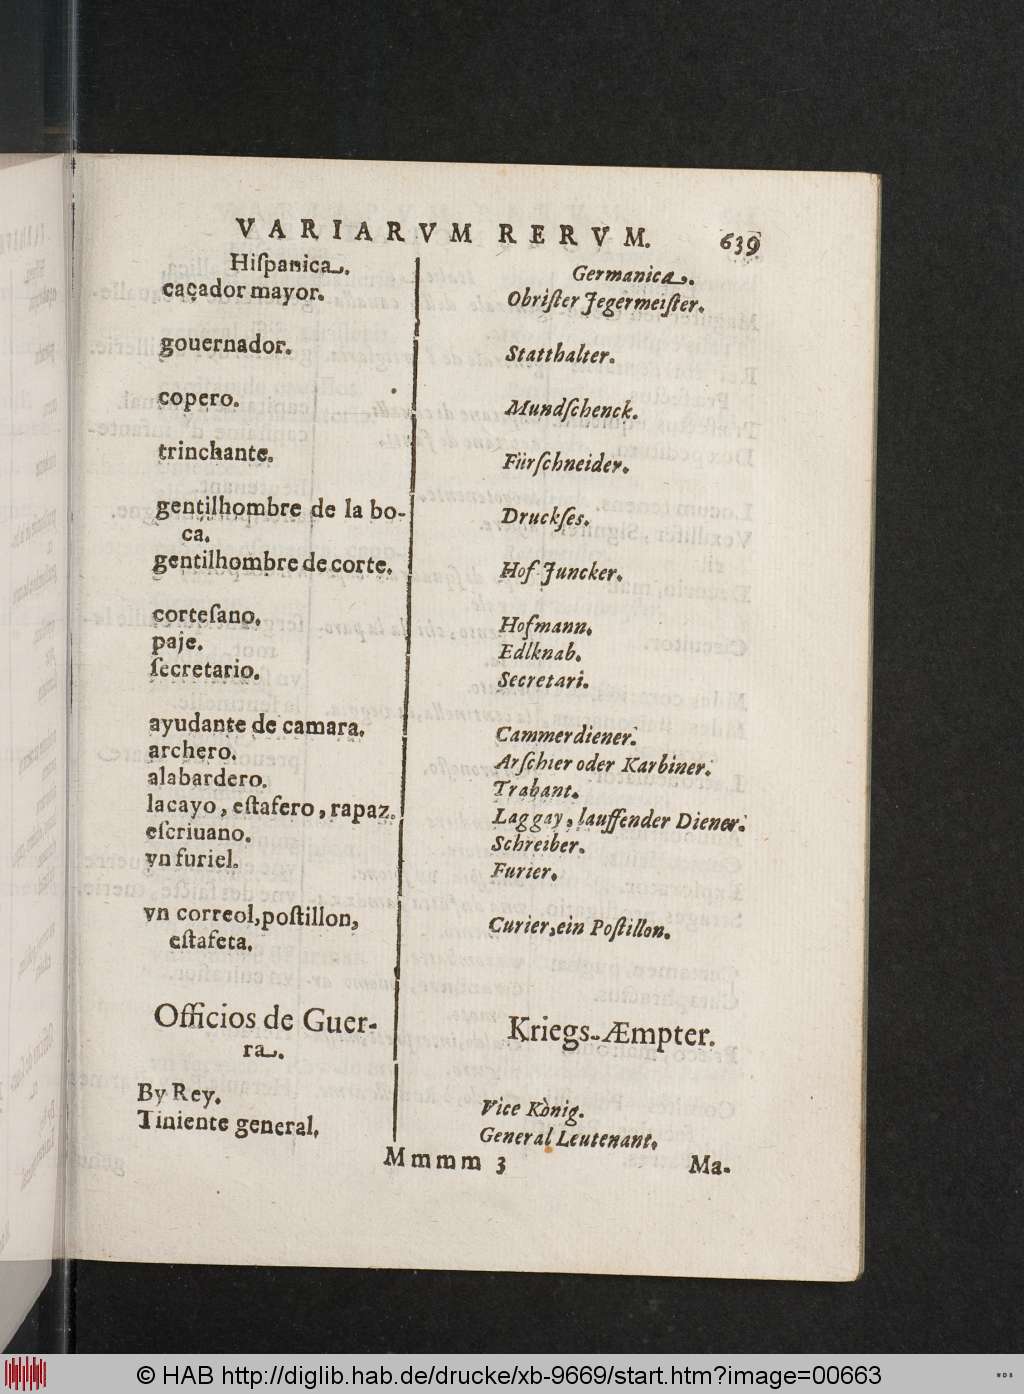 VARIARVM RERVM. 639
Hiſpanica.
caçador mayor.
gouernador.
copero.
trinchante.
gentilhombre de la bo-
ca.
gentilhombre de corte.
corteſano.
paje.
ſecretario.
ayudante de camara.
archero.
alabardero.
lacayo, eſtafero, rapaz.
eſcriuano.
vn furiel.
vn correol, poſtillon,
eſtafeta.
Officios de Guer-
ra.
By Rey.
Tiniente general.
Germanica.
Obriſter Jegermeiſter.
Statthalter.
Mundſchenck.
Fürſchneider.
Druckſes.
Hof Juncker.
Hofmann.
Edlknab.
Secretari.
Cammerdiener.
Arſchier oder Karbiner.
Trabant.
Laggay, lauffender Diener.
Schreiber.
Furier.
Curier, ein Poſtillon.
Kriegs-Æmpter.
Vice Kònig.
General Leutenant.
Mmmm 3 Ma-
© HAB http://diglib.hab.de/drucke/xb-9669/start.htm?image=00663